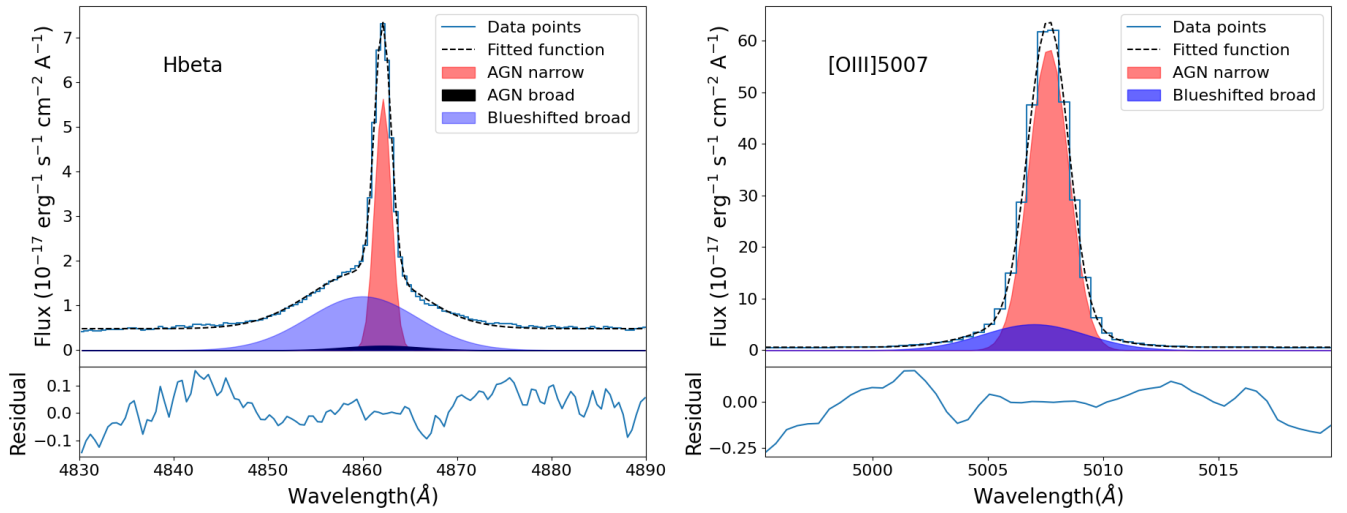 Hbeta
Data points
Fitted function
AGN narrow
AGN broad
Blueshifted broad
Flux (10⁻¹⁷ erg⁻¹ s⁻¹ cm⁻² A⁻¹)
7
6
5
4
3
2
1
0
Residual
0.1
0.0
−0.1
4830 4840 4850 4860 4870 4880 4890
Wavelength(Å)
[OIII]5007
Data points
Fitted function
AGN narrow
Blueshifted broad
Flux (10⁻¹⁷ erg⁻¹ s⁻¹ cm⁻² A⁻¹)
60
50
40
30
20
10
0
Residual
0.00
−0.25
5000 5005 5010 5015
Wavelength(Å)